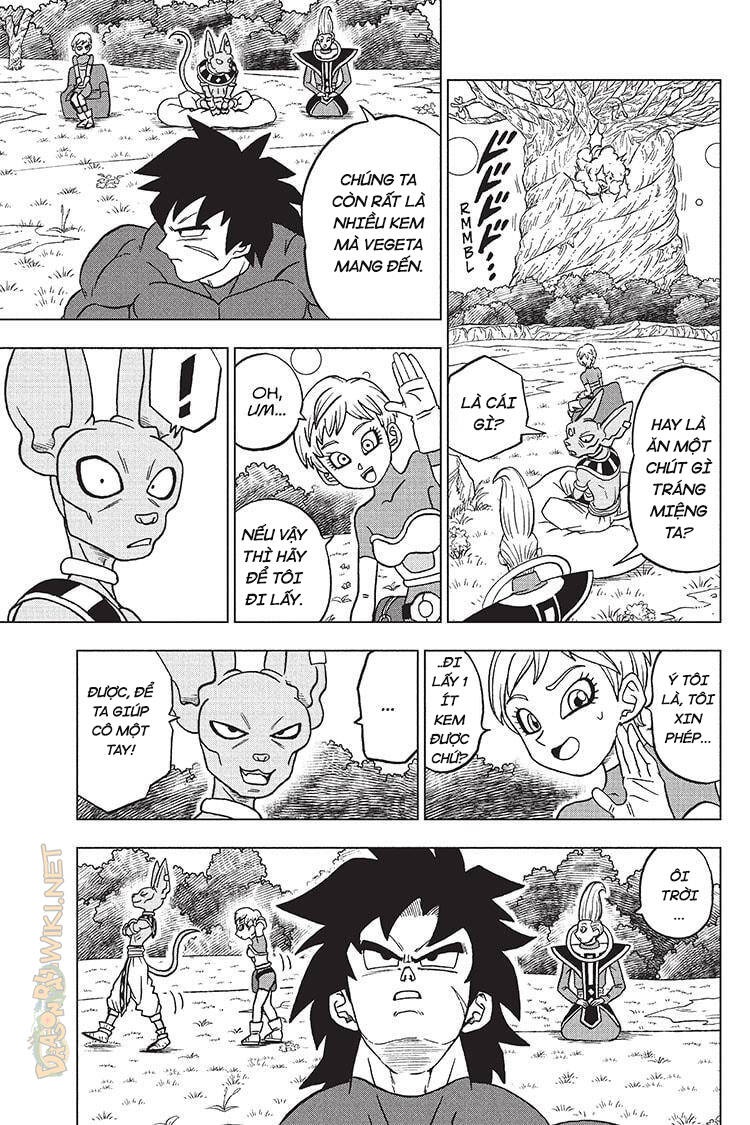 ドドドド...
RMMBL
HAY LÀ
ĂN MỘT
CHÚT GÌ
TRÁNG
MIỆNG
TA?
LÀ CÁI
GÌ?
CHÚNG TA
CÒN RẤT LÀ
NHIỀU KEM
MÀ VEGETA
MANG ĐẾN.
OH,
UM...
NẾU VẬY
THÌ HÃY
ĐỂ TÔI
ĐI LẤY.
!
Ý TÔI
LÀ, TÔI
XIN
PHÉP...
..ĐI
LẤY 1
ÍT
KEM
ĐƯỢC
CHỨ?
...
ĐƯỢC, ĐỂ
TA GIÚP
CÔ MỘT
TAY!
ÔI
TRỜI
...
DRAGON BALL WIKI.NET